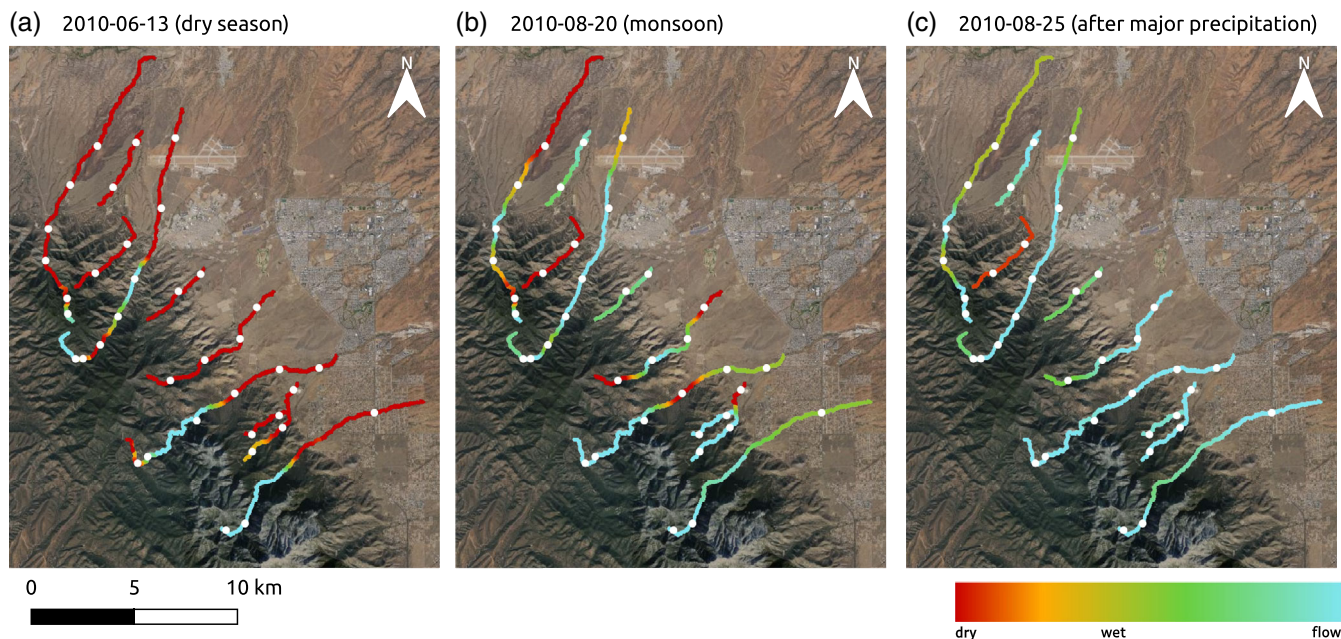 (a) 2010-06-13 (dry season)
(b) 2010-08-20 (monsoon)
(c) 2010-08-25 (after major precipitation)
N
N
N
0 5 10 km
dry wet flow